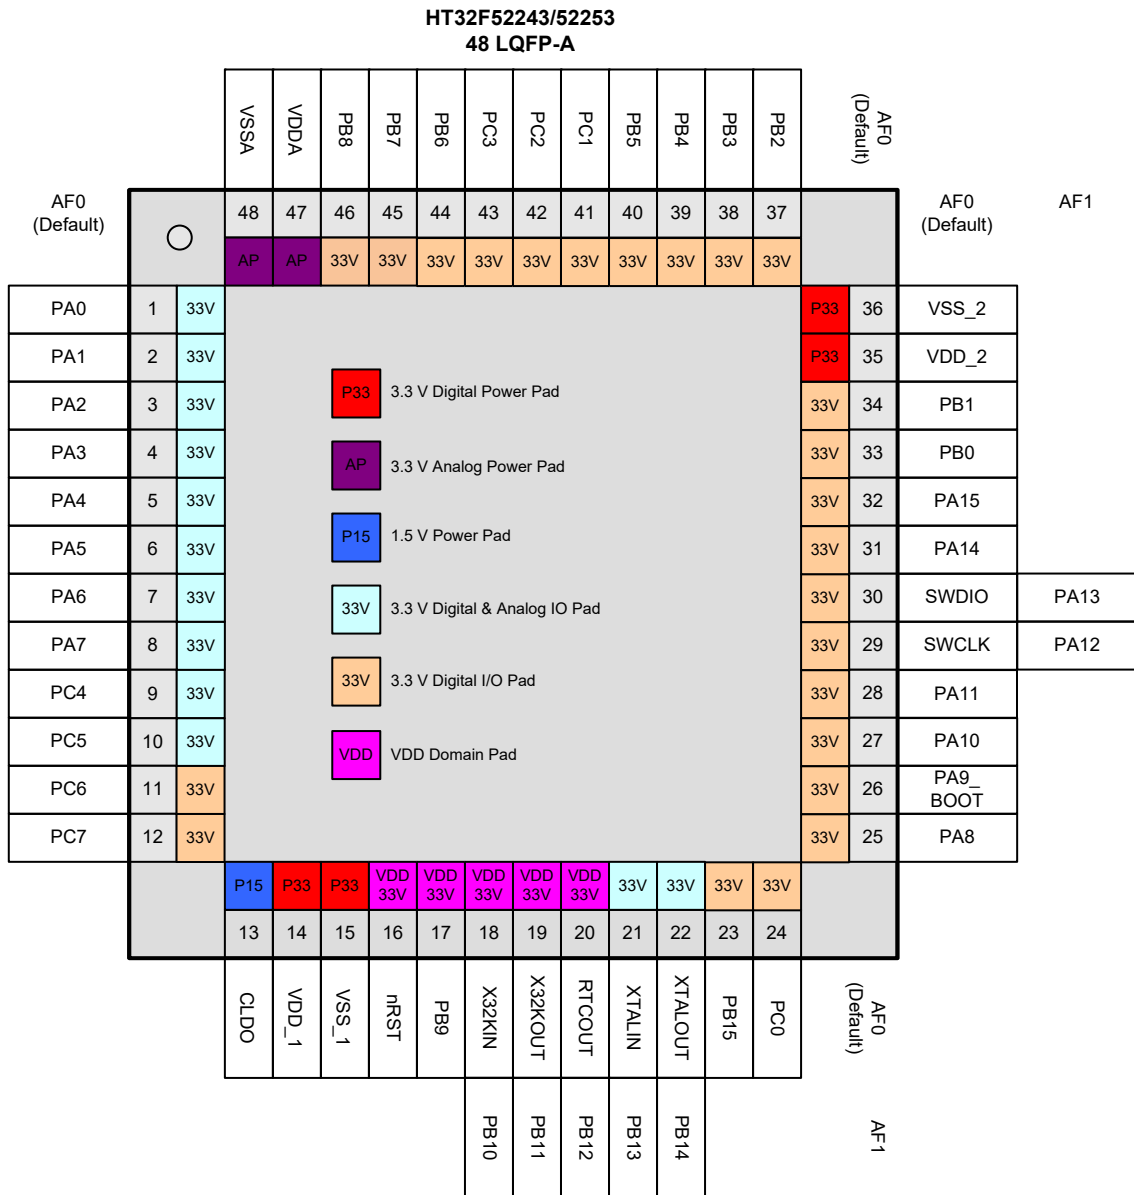 HT32F52243/52253
48 LQFP-A
VSSA VDDA PB8 PB7 PB6 PC3 PC2 PC1 PB5 PB4 PB3 PB2
AF0
(Default)
AF0
(Default)
AF0
(Default)
AF1
48 47 46 45 44 43 42 41 40 39 38 37
AP AP 33V 33V 33V 33V 33V 33V 33V 33V 33V 33V
PA0 1 33V
PA1 2 33V
PA2 3 33V
PA3 4 33V
PA4 5 33V
PA5 6 33V
PA6 7 33V
PA7 8 33V
PC4 9 33V
PC5 10 33V
PC6 11 33V
PC7 12 33V
P33 3.3 V Digital Power Pad
AP 3.3 V Analog Power Pad
P15 1.5 V Power Pad
33V 3.3 V Digital & Analog IO Pad
33V 3.3 V Digital I/O Pad
VDD VDD Domain Pad
P33 36 VSS_2
P33 35 VDD_2
33V 34 PB1
33V 33 PB0
33V 32 PA15
33V 31 PA14
33V 30 SWDIO PA13
33V 29 SWCLK PA12
33V 28 PA11
33V 27 PA10
33V 26 PA9_
BOOT
33V 25 PA8
P15 P33 P33 VDD VDD VDD VDD VDD 33V 33V 33V 33V
33V 33V 33V 33V 33V
13 14 15 16 17 18 19 20 21 22 23 24
CLDO VDD_1 VSS_1 nRST PB9 X32KIN X32KOUT RTCOUT XTALIN XTALOUT PB15 PC0
AF0
(Default)
PB10 PB11 PB12 PB13 PB14
AF1